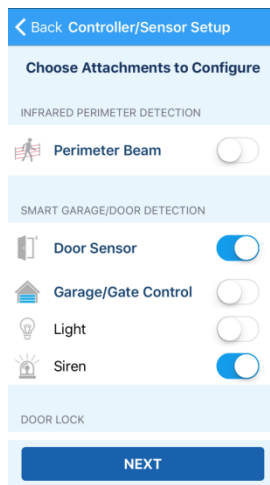 Back Controller/Sensor Setup
Choose Attachments to Configure
INFRARED PERIMETER DETECTION
Perimeter Beam
SMART GARAGE/DOOR DETECTION
Door Sensor
Garage/Gate Control
Light
Siren
DOOR LOCK
NEXT